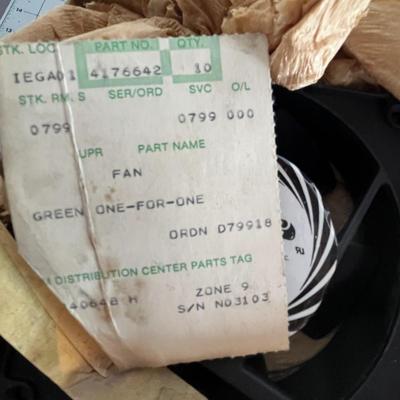 STK. LOC PART NO. QTY.
IEGA01 4176642 10
STK. RM. S SER/ORD SVC O/L
0799 0799 000
UPR PART NAME
FAN
GREEN ONE-FOR-ONE
ORDN D79918
DISTRIBUTION CENTER PARTS TAG
40648 H ZONE 9
S/N N03103